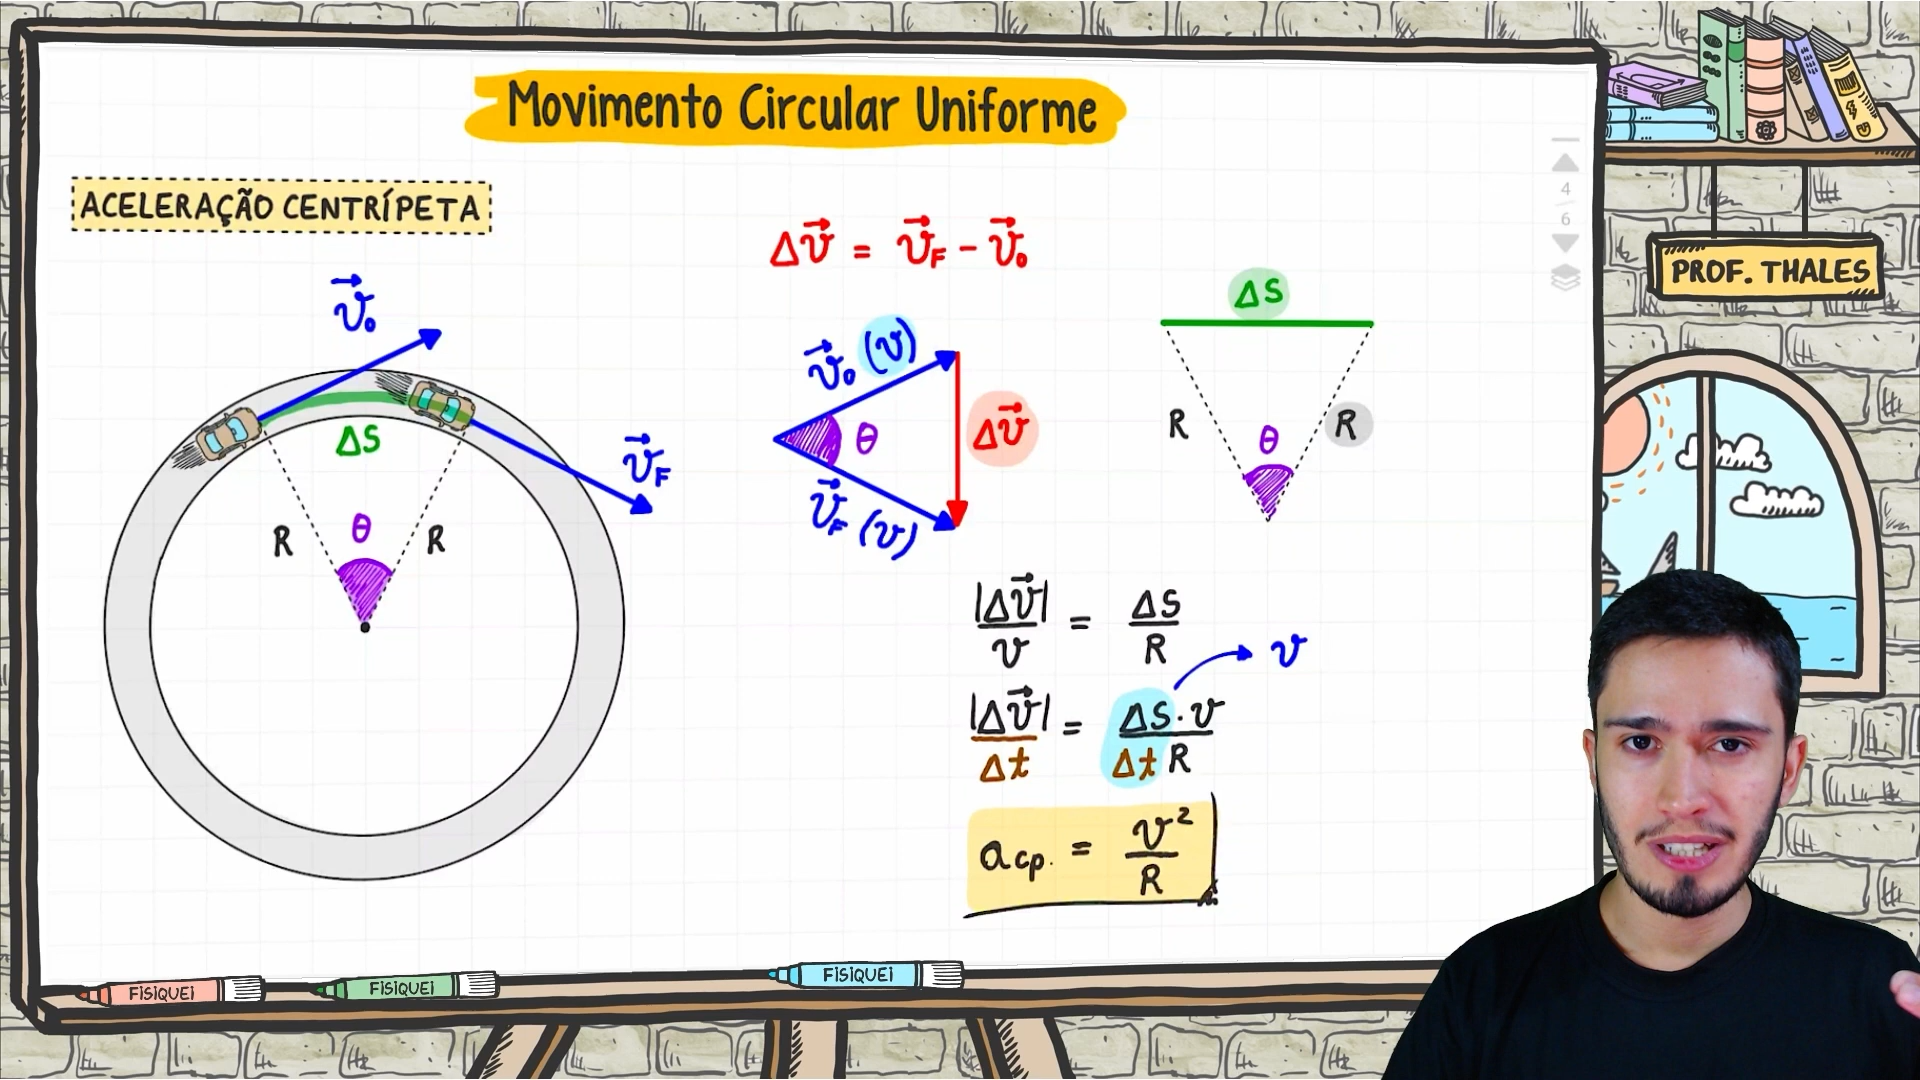 Movimento Circular Uniforme
ACELERAÇÃO CENTRÍPETA
4
6
PROF. THALES
v⃗₀
ΔS
v⃗F
R
θ
R
Δv⃗ = v⃗F - v⃗₀
v⃗₀ (v)
θ
Δv⃗
v⃗F (v)
ΔS
R
θ
R
|Δv⃗|/v = ΔS/R
v
|Δv⃗|/Δt = ΔS·v/Δt R
acp. = v²/R
FISIQUEI
FISIQUEI
FISIQUEI